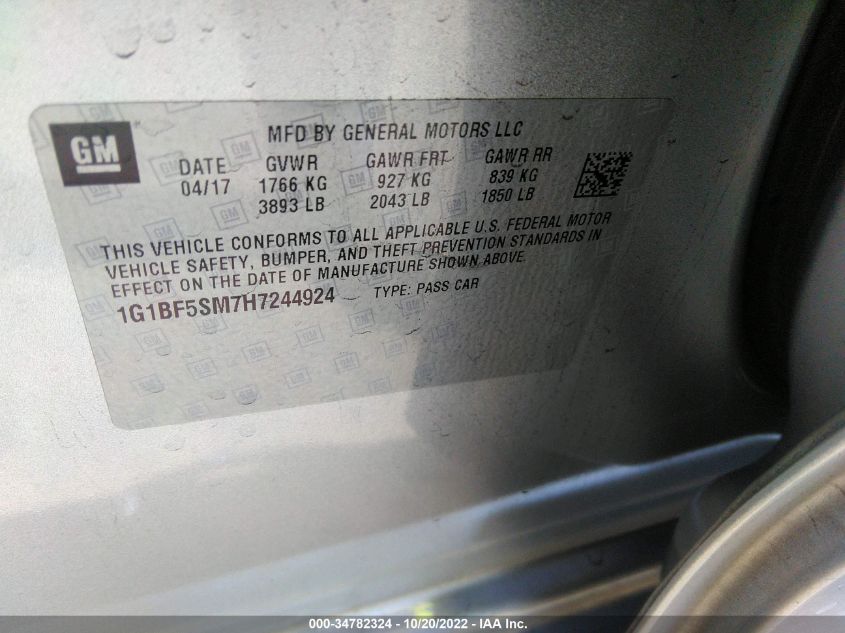 GM
MFD BY GENERAL MOTORS LLC
DATE GVWR GAWR FRT GAWR RR
04/17 1766 KG 927 KG 839 KG
3893 LB 2043 LB 1850 LB
THIS VEHICLE CONFORMS TO ALL APPLICABLE U.S. FEDERAL MOTOR
VEHICLE SAFETY, BUMPER, AND THEFT PREVENTION STANDARDS IN
EFFECT ON THE DATE OF MANUFACTURE SHOWN ABOVE.
1G1BF5SM7H7244924 TYPE: PASS CAR
000-34782324 - 10/20/2022 - IAA Inc.